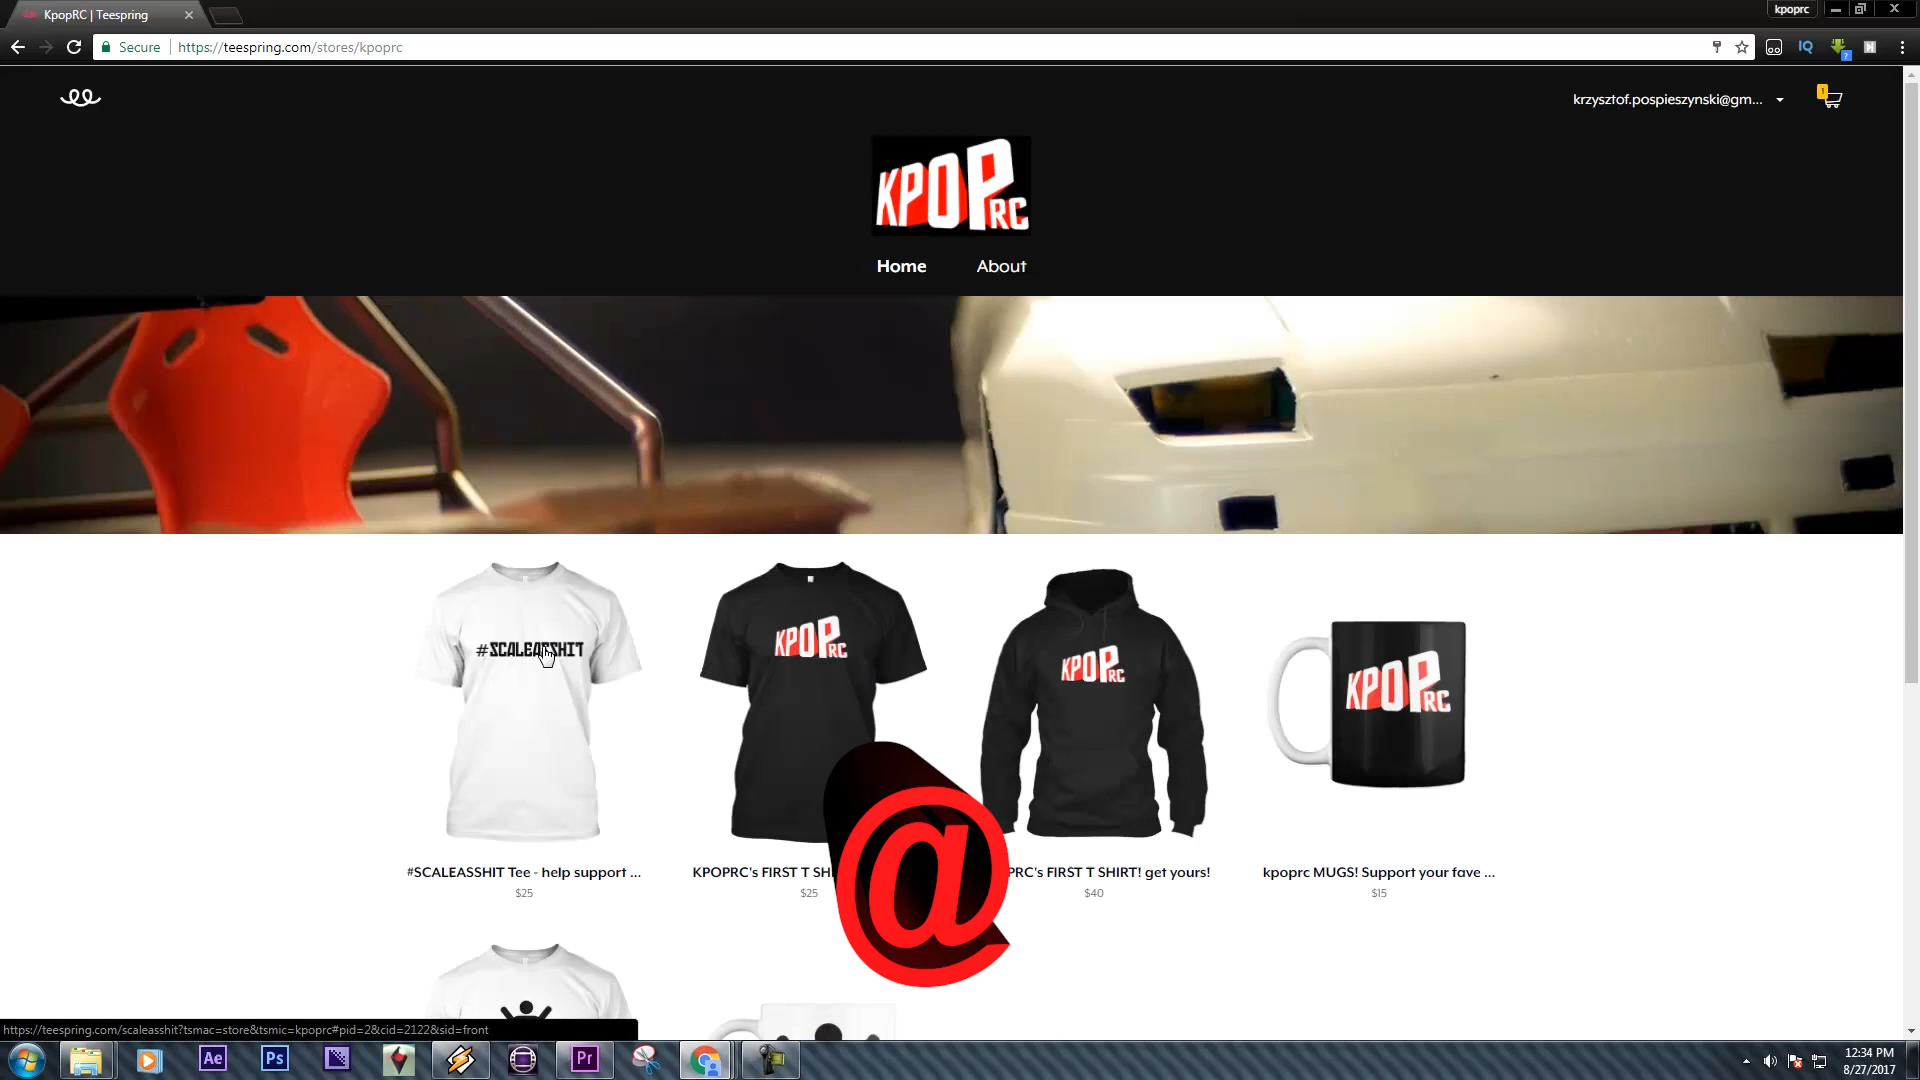 KpopRC | Teespring
kpoprc
Secure
https://teespring.com/stores/kpoprc
IQ
?
krzysztof.pospieszynski@gm...
1
KPOP RC
Home
About
#SCALEASSHIT
KPOP RC
KPOP RC
KPOP RC
@
#SCALEASSHIT Tee - help support ...
$25
KPOPRC's FIRST T SH
$25
PRC's FIRST T SHIRT! get yours!
$40
kpoprc MUGS! Support your fave ...
$15
https://teespring.com/scaleasshit?tsmac=store&tsmic=kpoprc#pid=2&cid=2122&sid=front
Ae
Ps
Pr
12:34 PM
8/27/2017